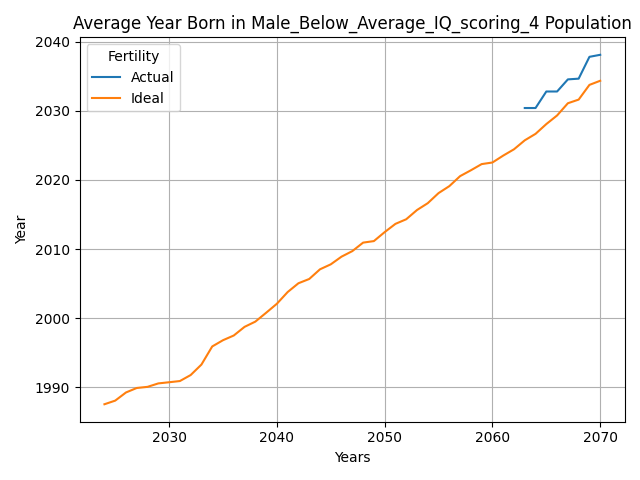 Average Year Born in Male_Below_Average_IQ_scoring_4 Population
2040
2030
2020
2010
2000
1990
Year
Fertility
Actual
Ideal
2030
2040
2050
2060
2070
Years